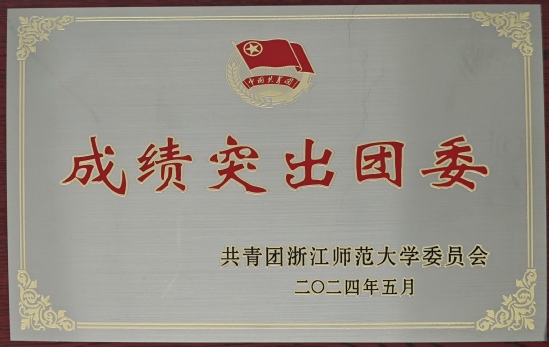 中国共青团
成绩突出团委
共青团浙江师范大学委员会
二〇二四年五月